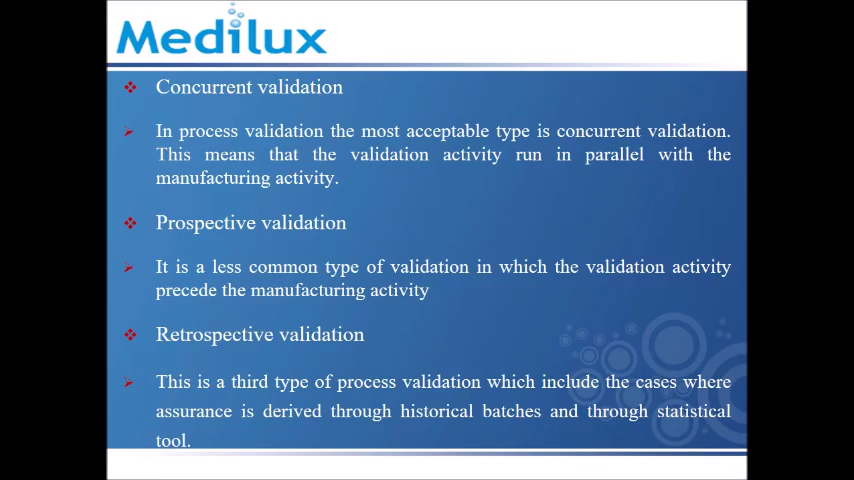 Medilux
Concurrent validation
In process validation the most acceptable type is concurrent validation.
This means that the validation activity run in parallel with the
manufacturing activity.
Prospective validation
It is a less common type of validation in which the validation activity
precede the manufacturing activity
Retrospective validation
This is a third type of process validation which include the cases where
assurance is derived through historical batches and through statistical
tool.